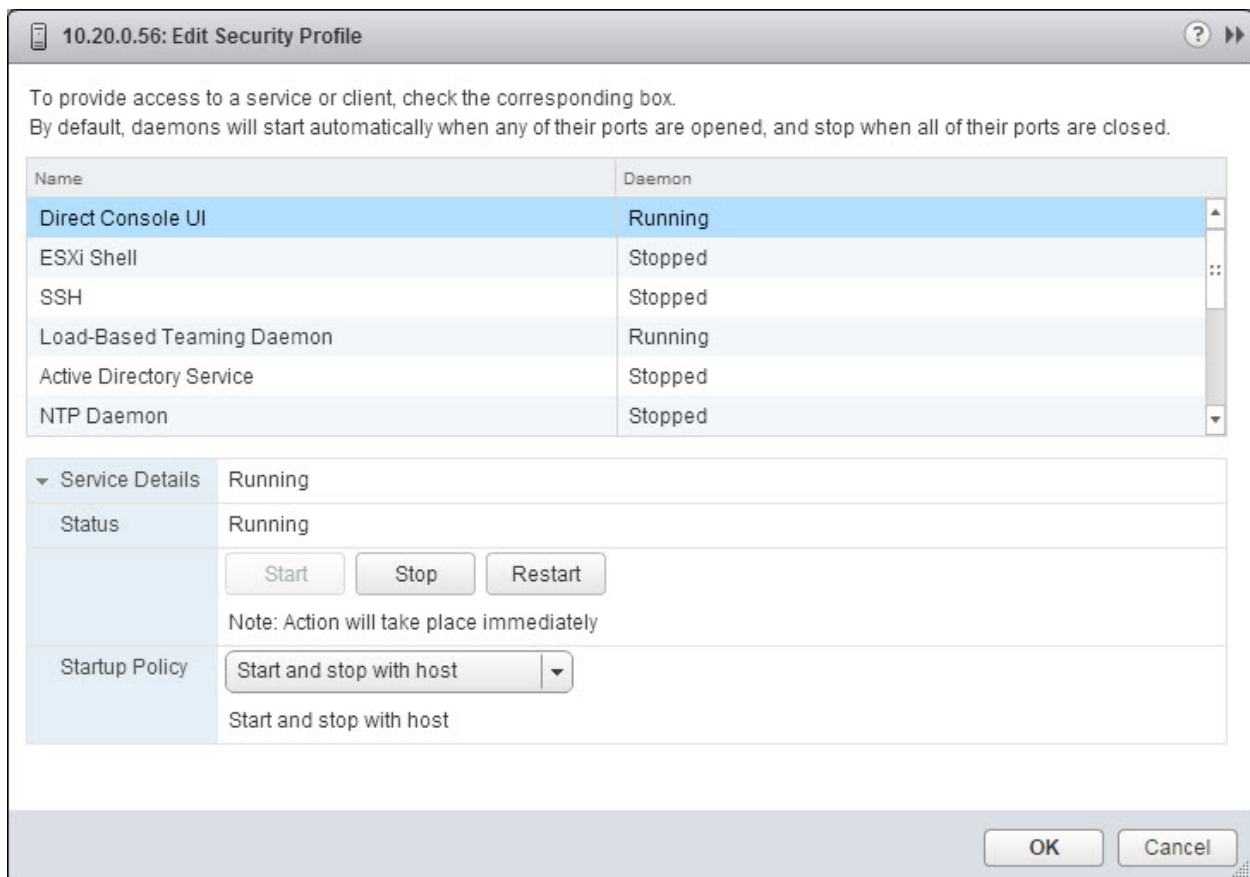 10.20.0.56: Edit Security Profile
To provide access to a service or client, check the corresponding box.
By default, daemons will start automatically when any of their ports are opened, and stop when all of their ports are closed.
Name Daemon
Direct Console UI Running
ESXi Shell Stopped
SSH Stopped
Load-Based Teaming Daemon Running
Active Directory Service Stopped
NTP Daemon Stopped
Service Details Running
Status Running
Start Stop Restart
Note: Action will take place immediately
Startup Policy Start and stop with host
Start and stop with host
OK Cancel